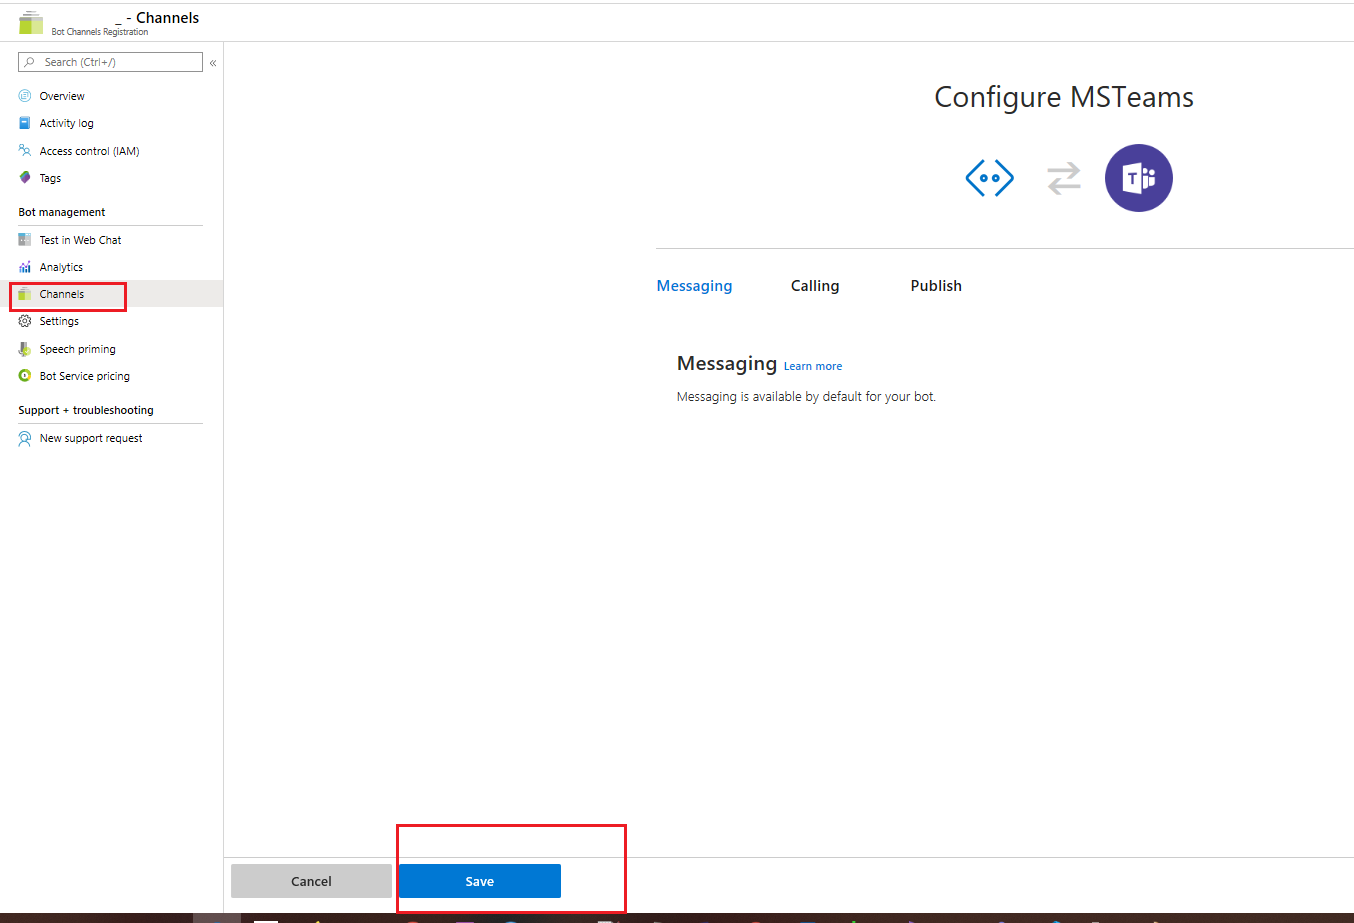 _ - Channels
Bot Channels Registration
Search (Ctrl+/)
«
Overview
Activity log
Access control (IAM)
Tags
Bot management
Test in Web Chat
Analytics
Channels
Settings
Speech priming
Bot Service pricing
Support + troubleshooting
New support request
Configure MSTeams
T
Messaging Calling Publish
Messaging Learn more
Messaging is available by default for your bot.
Cancel Save